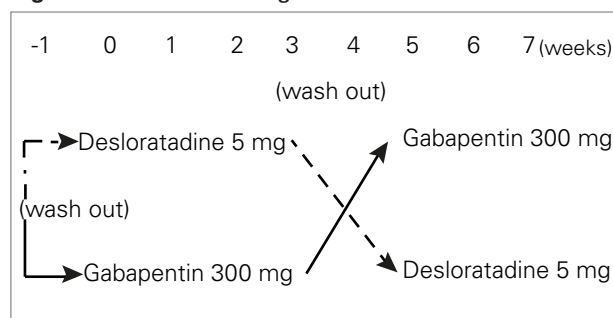 -1 0 1 2 3 4 5 6 7 (weeks)
(wash out)
Desloratadine 5 mg
Gabapentin 300 mg
(wash out)
Gabapentin 300 mg
Desloratadine 5 mg